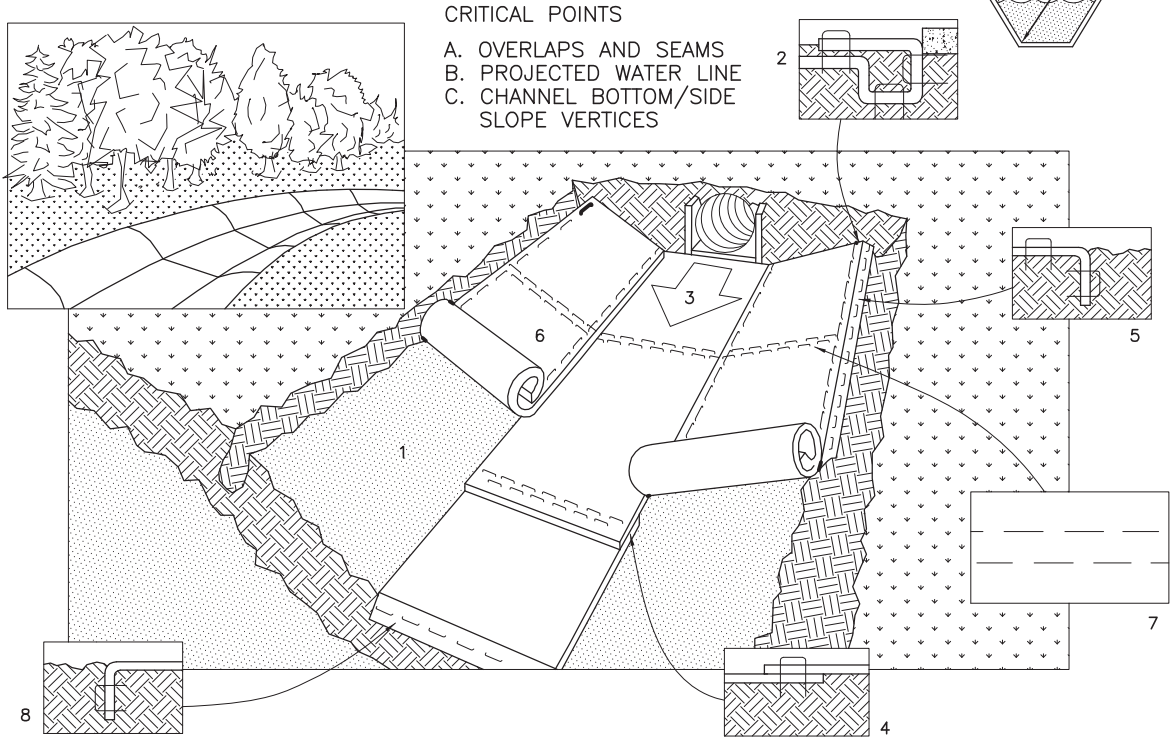 CRITICAL POINTS
A. OVERLAPS AND SEAMS
B. PROJECTED WATER LINE
C. CHANNEL BOTTOM/SIDE
SLOPE VERTICES
2
3
5
6
1
7
8
4